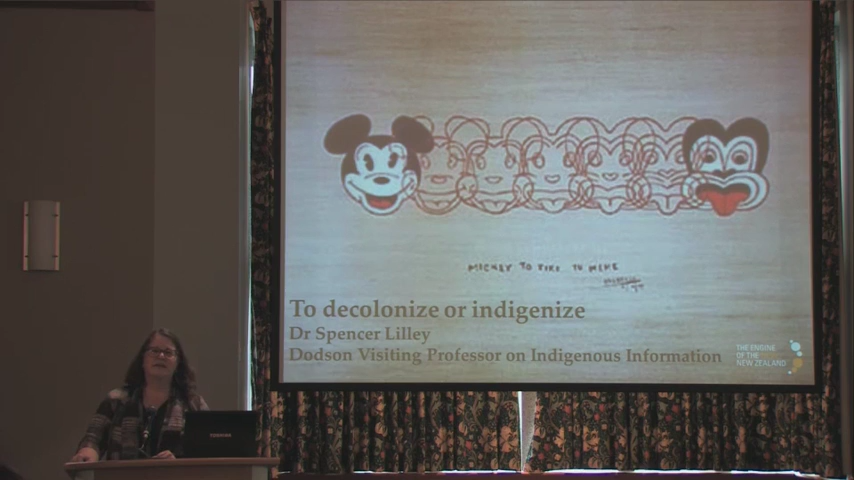 MICKEY TO TIKI TU MEKE
To decolonize or indigenize
Dr Spencer Lilley
Dodson Visiting Professor on Indigenous Information
THE ENGINE
OF THE
NEW ZEALAND
TOSHIBA